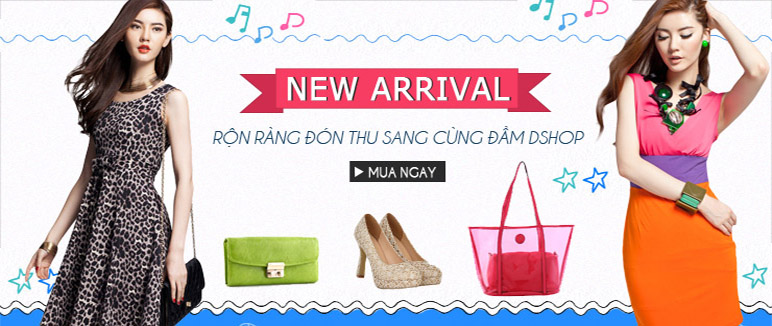 NEW ARRIVAL
RỘN RÀNG ĐÓN THU SANG CÙNG ĐẦM DSHOP
MUA NGAY